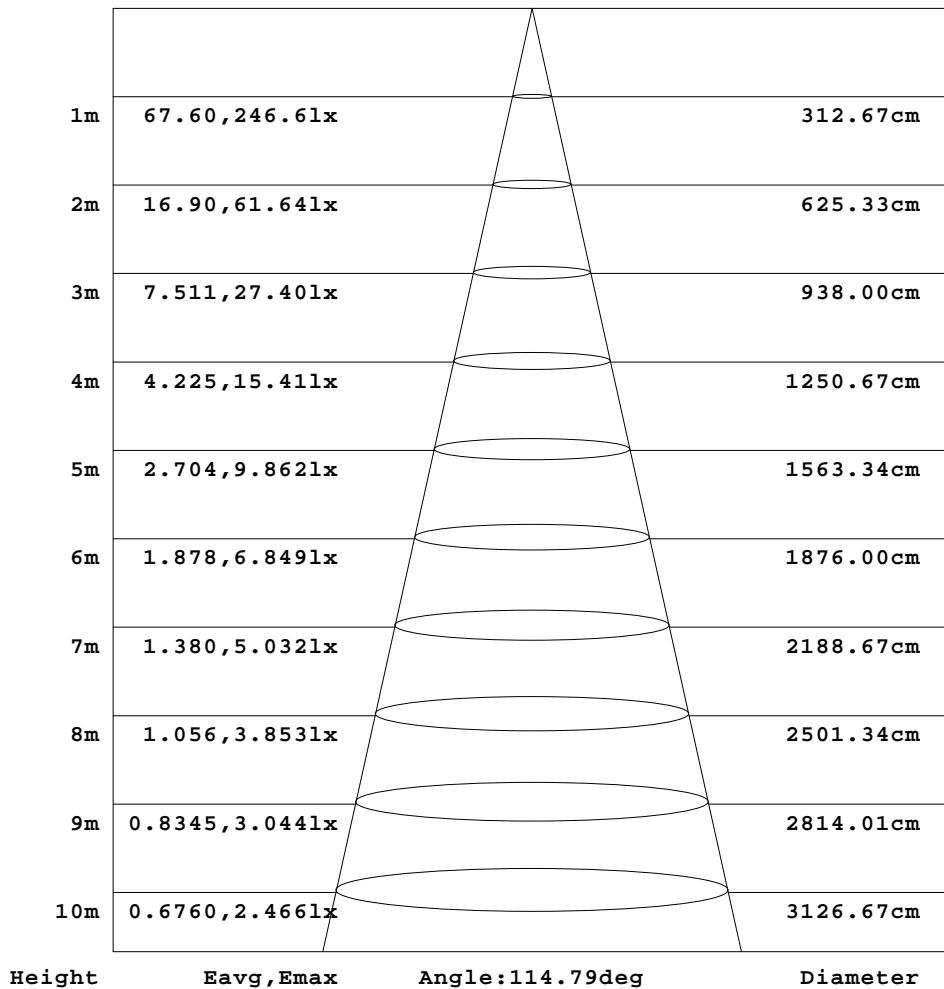 1m 67.60,246.6lx 312.67cm
2m 16.90,61.64lx 625.33cm
3m 7.511,27.40lx 938.00cm
4m 4.225,15.41lx 1250.67cm
5m 2.704,9.862lx 1563.34cm
6m 1.878,6.849lx 1876.00cm
7m 1.380,5.032lx 2188.67cm
8m 1.056,3.853lx 2501.34cm
9m 0.8345,3.044lx 2814.01cm
10m 0.6760,2.466lx 3126.67cm
Height Eavg,Emax Angle:114.79deg Diameter